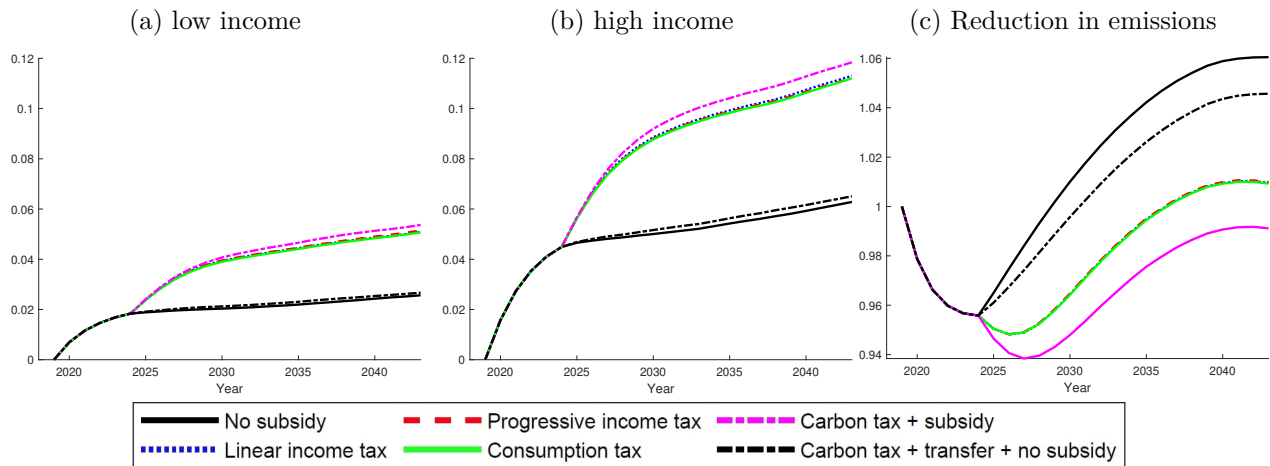 (a) low income
(b) high income
(c) Reduction in emissions
0.12
0.1
0.08
0.06
0.04
0.02
0
2020 2025 2030 2035 2040
Year
0.12
0.1
0.08
0.06
0.04
0.02
0
2020 2025 2030 2035 2040
Year
1.06
1.04
1.02
1
0.98
0.96
0.94
2020 2025 2030 2035 2040
Year
No subsidy
Progressive income tax
Carbon tax + subsidy
Linear income tax
Consumption tax
Carbon tax + transfer + no subsidy